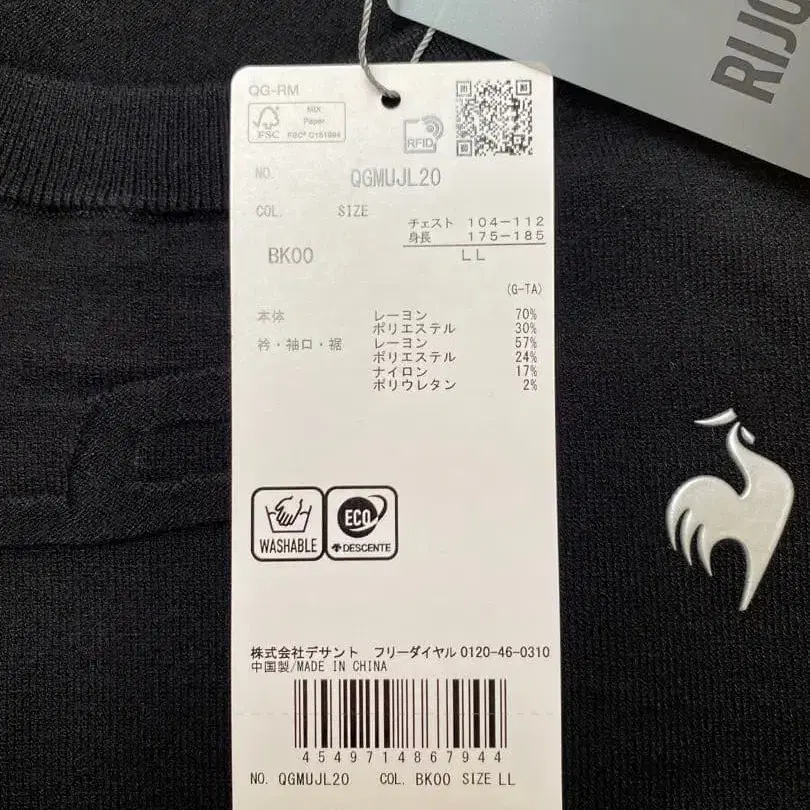 RIJO
QG-RM
FSC
MIX
Paper
FSC® C151994
RFID
NO. QGMUJL20
COL. SIZE
チェスト 104-112
身長 175-185
BK00 LL
(G-TA)
本体 レーヨン 70%
ポリエステル 30%
衿・袖口・裾 レーヨン 57%
ポリエステル 24%
ナイロン 17%
ポリウレタン 2%
WASHABLE
ECO
DESCENTE
株式会社デサント フリーダイヤル 0120-46-0310
中国製/MADE IN CHINA
4549714867944
NO. QGMUJL20 COL. BK00 SIZE LL